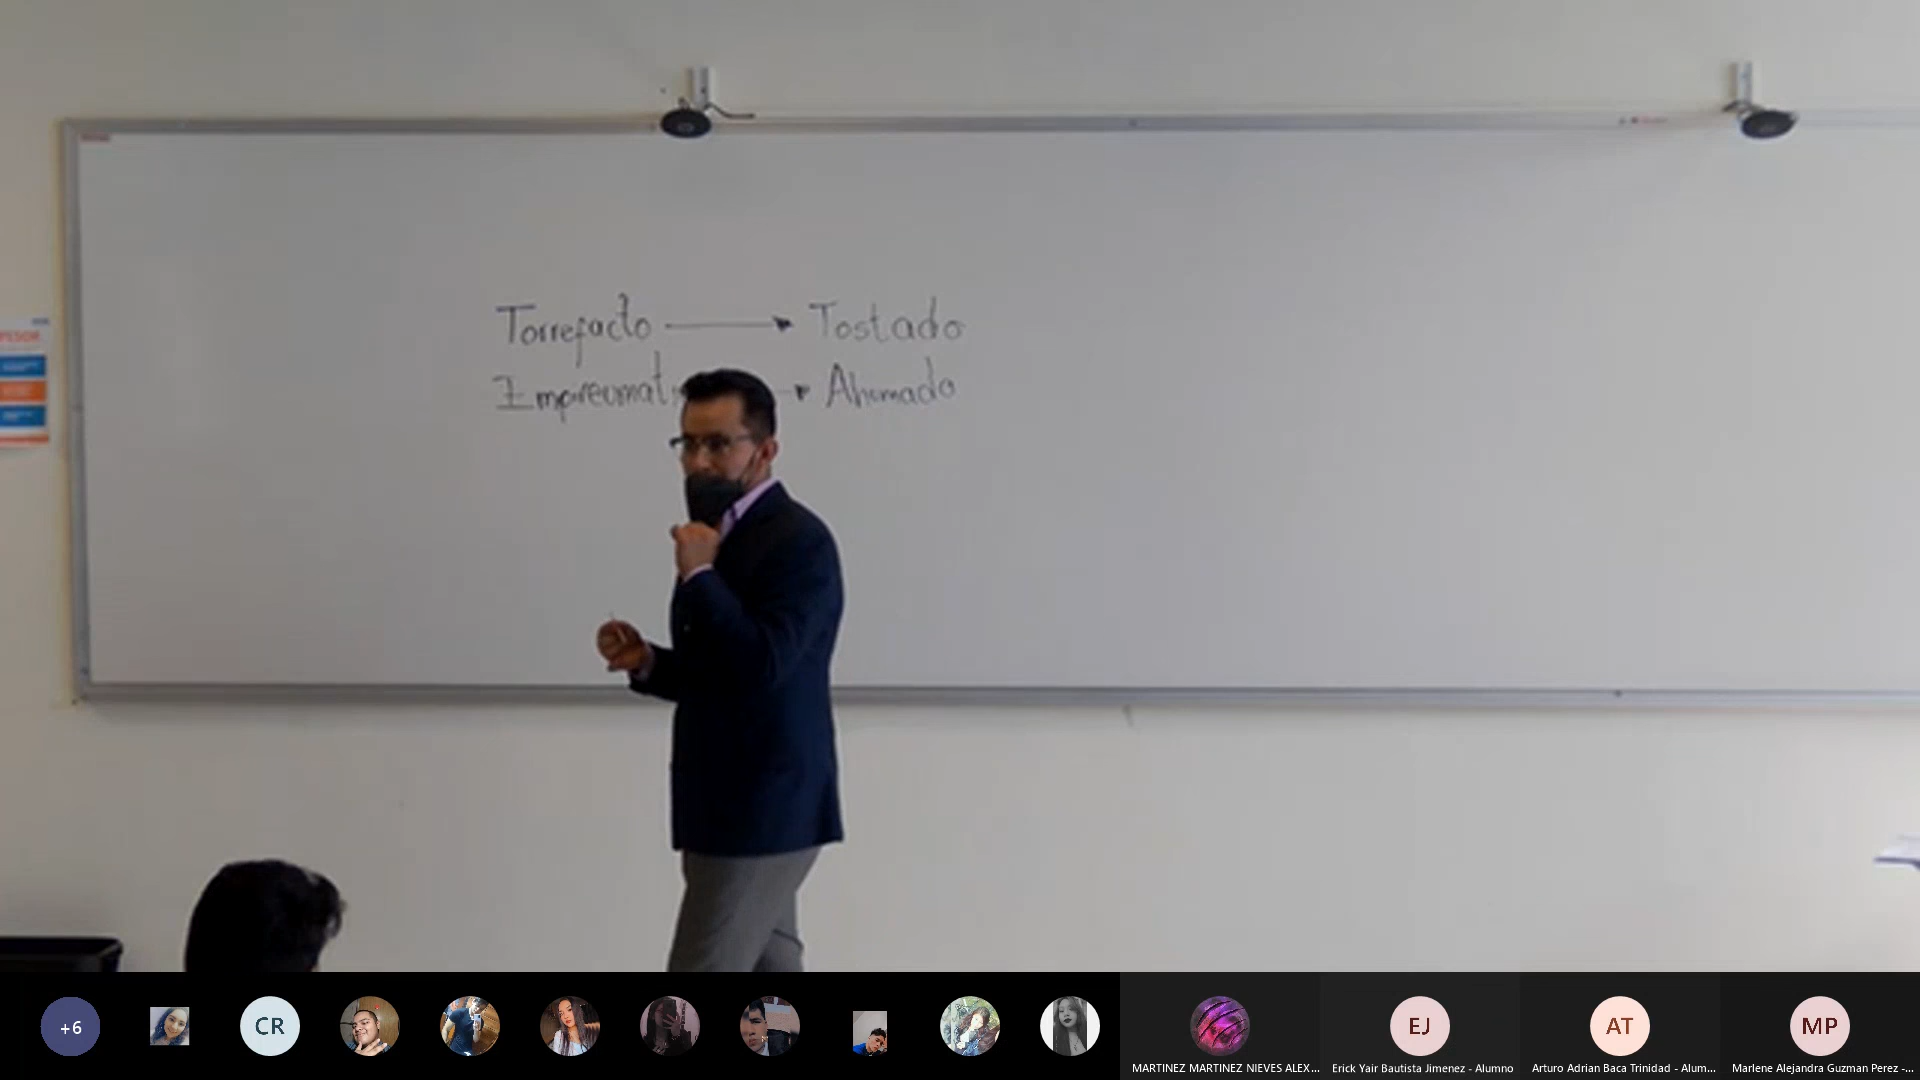 Torrefacto → Tostado
Ahumado
+6
CR
EJ
AT
MP
MARTINEZ MARTINEZ NIEVES ALEX...
Erick Yair Bautista Jimenez - Alumno
Arturo Adrian Baca Trinidad - Alum...
Marlene Alejandra Guzman Perez -...